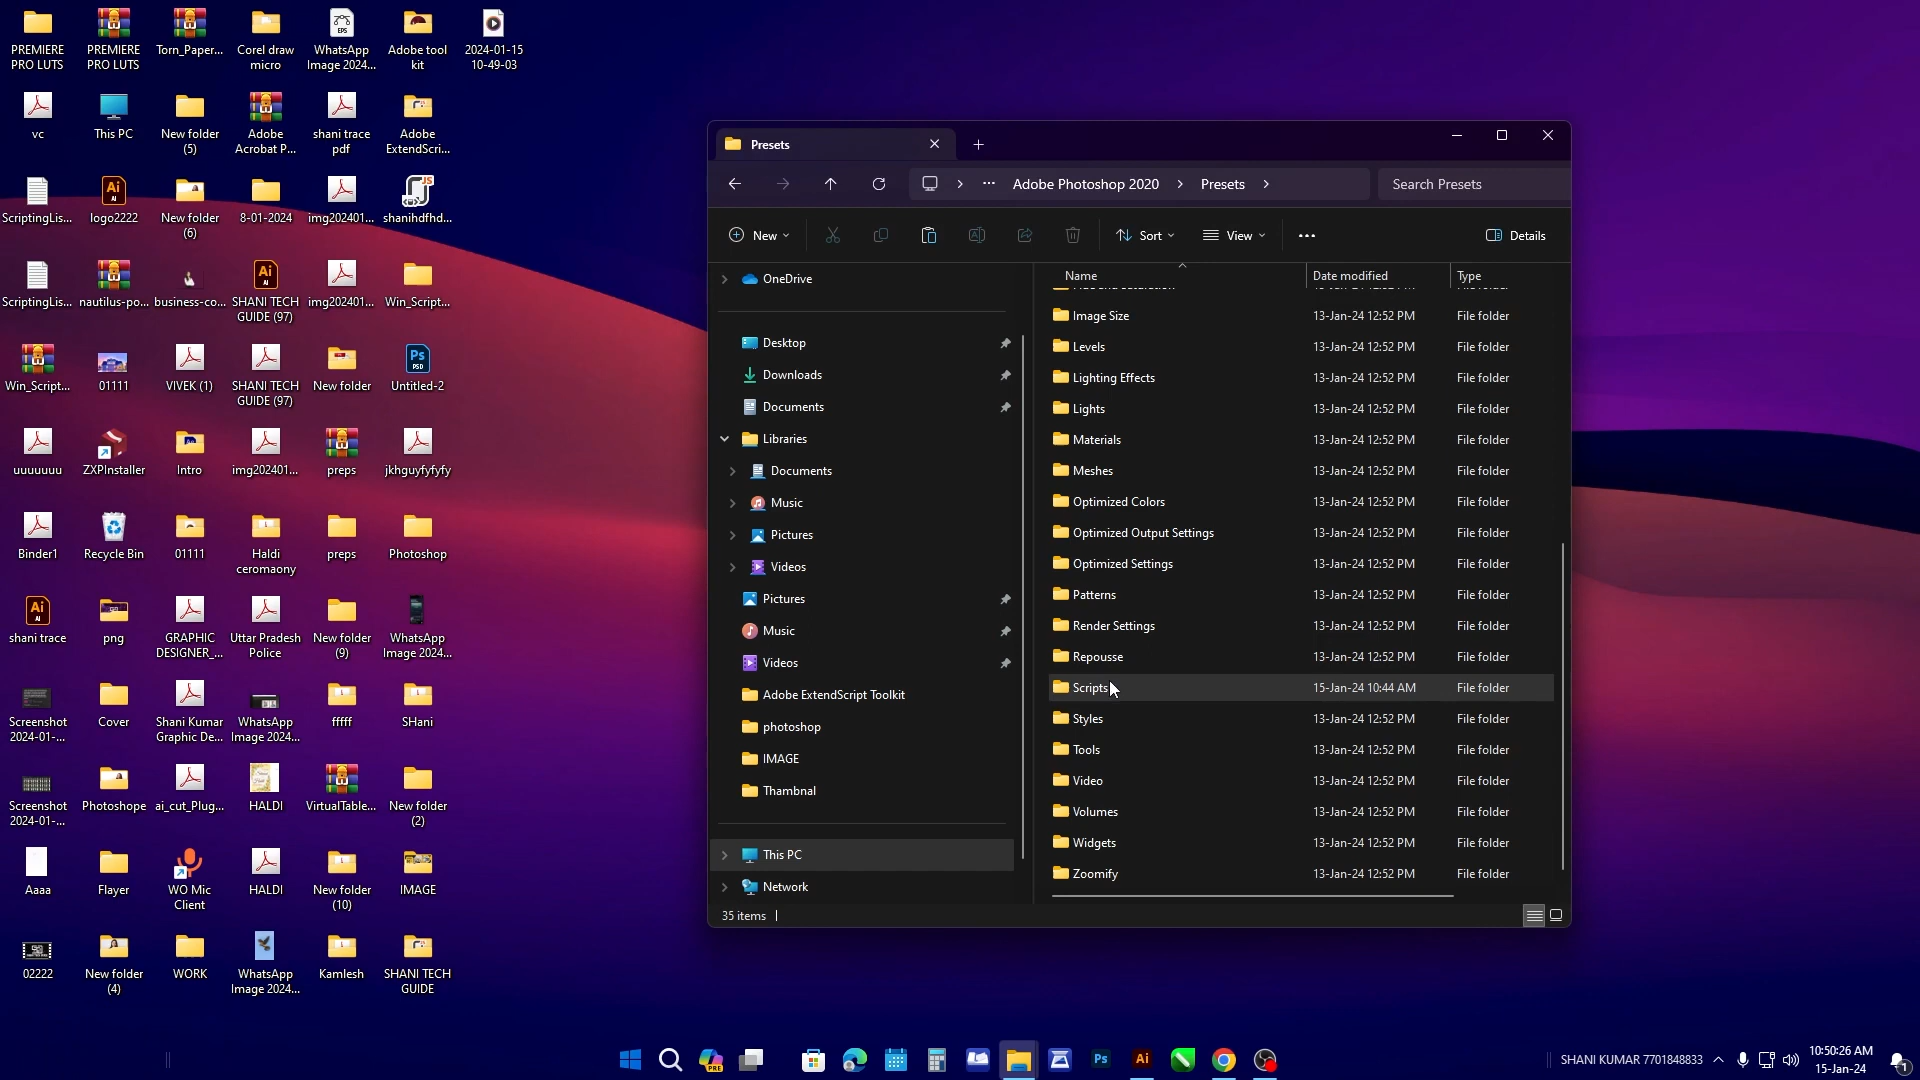 PREMIERE
PRO LUTS
PREMIERE
PRO LUTS
Torn_Paper...
Corel draw
micro
WhatsApp
Image 2024...
Adobe tool
kit
2024-01-15
10-49-03
vc
This PC
New folder
(5)
Adobe
Acrobat P...
shani trace
pdf
Adobe
ExtendScri...
ScriptingLis...
logo2222
New folder
(6)
8-01-2024
img202401...
shanihdfhd...
ScriptingLis...
nautilus-po...
business-co...
SHANI TECH
GUIDE (97)
img202401...
Win_Script...
Win_Script...
01111
VIVEK (1)
SHANI TECH
GUIDE (97)
New folder
Untitled-2
uuuuuuu
ZXPInstaller
Intro
img202401...
preps
jkhguyfyfyfy
Binder1
Recycle Bin
01111
Haldi
ceromaony
preps
Photoshop
shani trace
png
GRAPHIC
DESIGNER_...
Uttar Pradesh
Police
New folder
(9)
WhatsApp
Image 2024...
Screenshot
2024-01-...
Cover
Shani Kumar
Graphic De...
WhatsApp
Image 2024...
fffff
SHani
Screenshot
2024-01-...
Photoshope
ai_cut_Plug...
HALDI
VirtualTable...
New folder
(2)
Aaaa
Flayer
WO Mic
Client
HALDI
New folder
(10)
IMAGE
02222
New folder
(4)
WORK
WhatsApp
Image 2024...
Kamlesh
SHANI TECH
GUIDE
Presets
Adobe Photoshop 2020 > Presets >
Search Presets
New
Sort
View
Details
OneDrive
Desktop
Downloads
Documents
Libraries
Documents
Music
Pictures
Videos
Pictures
Music
Videos
Adobe ExtendScript Toolkit
photoshop
IMAGE
Thambnal
This PC
Network
Name Date modified Type
Image Size 13-Jan-24 12:52 PM File folder
Levels 13-Jan-24 12:52 PM File folder
Lighting Effects 13-Jan-24 12:52 PM File folder
Lights 13-Jan-24 12:52 PM File folder
Materials 13-Jan-24 12:52 PM File folder
Meshes 13-Jan-24 12:52 PM File folder
Optimized Colors 13-Jan-24 12:52 PM File folder
Optimized Output Settings 13-Jan-24 12:52 PM File folder
Optimized Settings 13-Jan-24 12:52 PM File folder
Patterns 13-Jan-24 12:52 PM File folder
Render Settings 13-Jan-24 12:52 PM File folder
Repousse 13-Jan-24 12:52 PM File folder
Scripts 15-Jan-24 10:44 AM File folder
Styles 13-Jan-24 12:52 PM File folder
Tools 13-Jan-24 12:52 PM File folder
Video 13-Jan-24 12:52 PM File folder
Volumes 13-Jan-24 12:52 PM File folder
Widgets 13-Jan-24 12:52 PM File folder
Zoomify 13-Jan-24 12:52 PM File folder
35 items
SHANI KUMAR 7701848833
10:50:26 AM
15-Jan-24